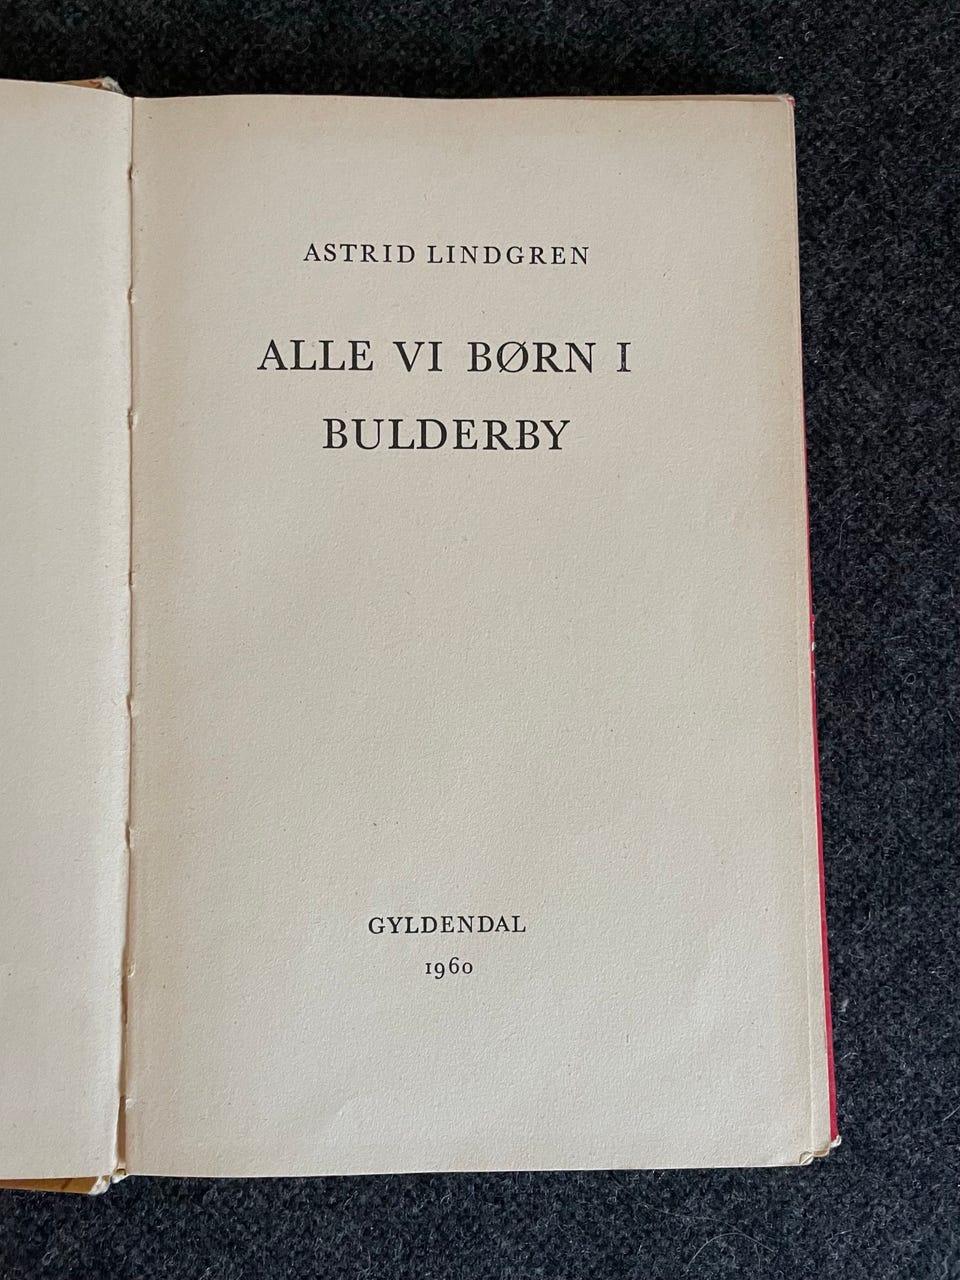 ASTRID LINDGREN
ALLE VI BØRN I
BULDERBY
GYLDENDAL
1960